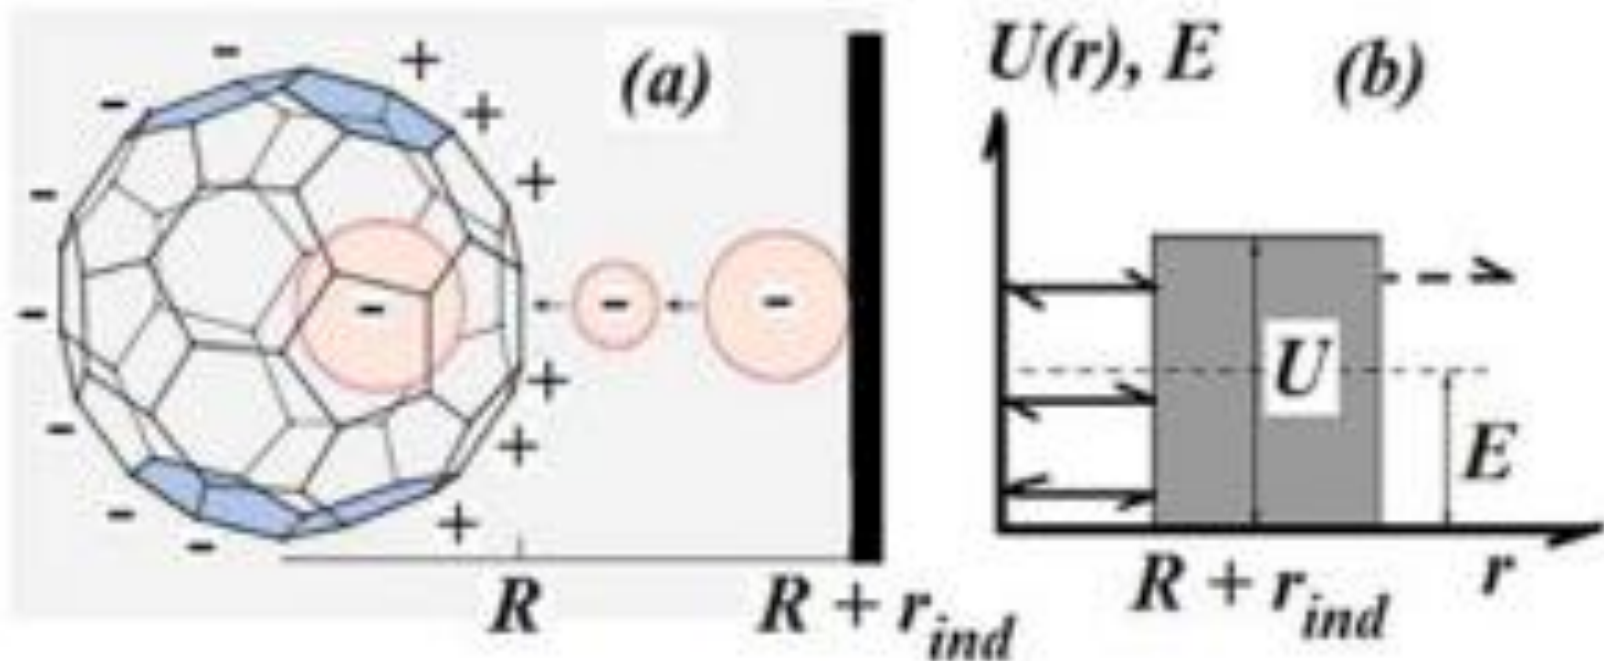 (a)
- + - + - + - - + - + - + -
- - -
R
R + r_ind
U(r), E
(b)
U
E
R + r_ind
r